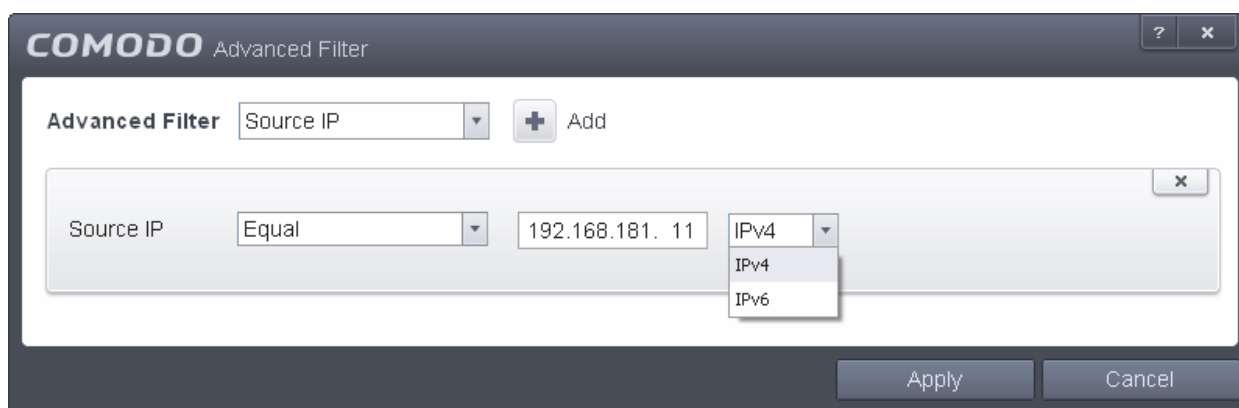 COMODO Advanced Filter ? x
Advanced Filter Source IP + Add
x
Source IP Equal 192.168.181. 11 IPv4
IPv4
IPv6
Apply Cancel